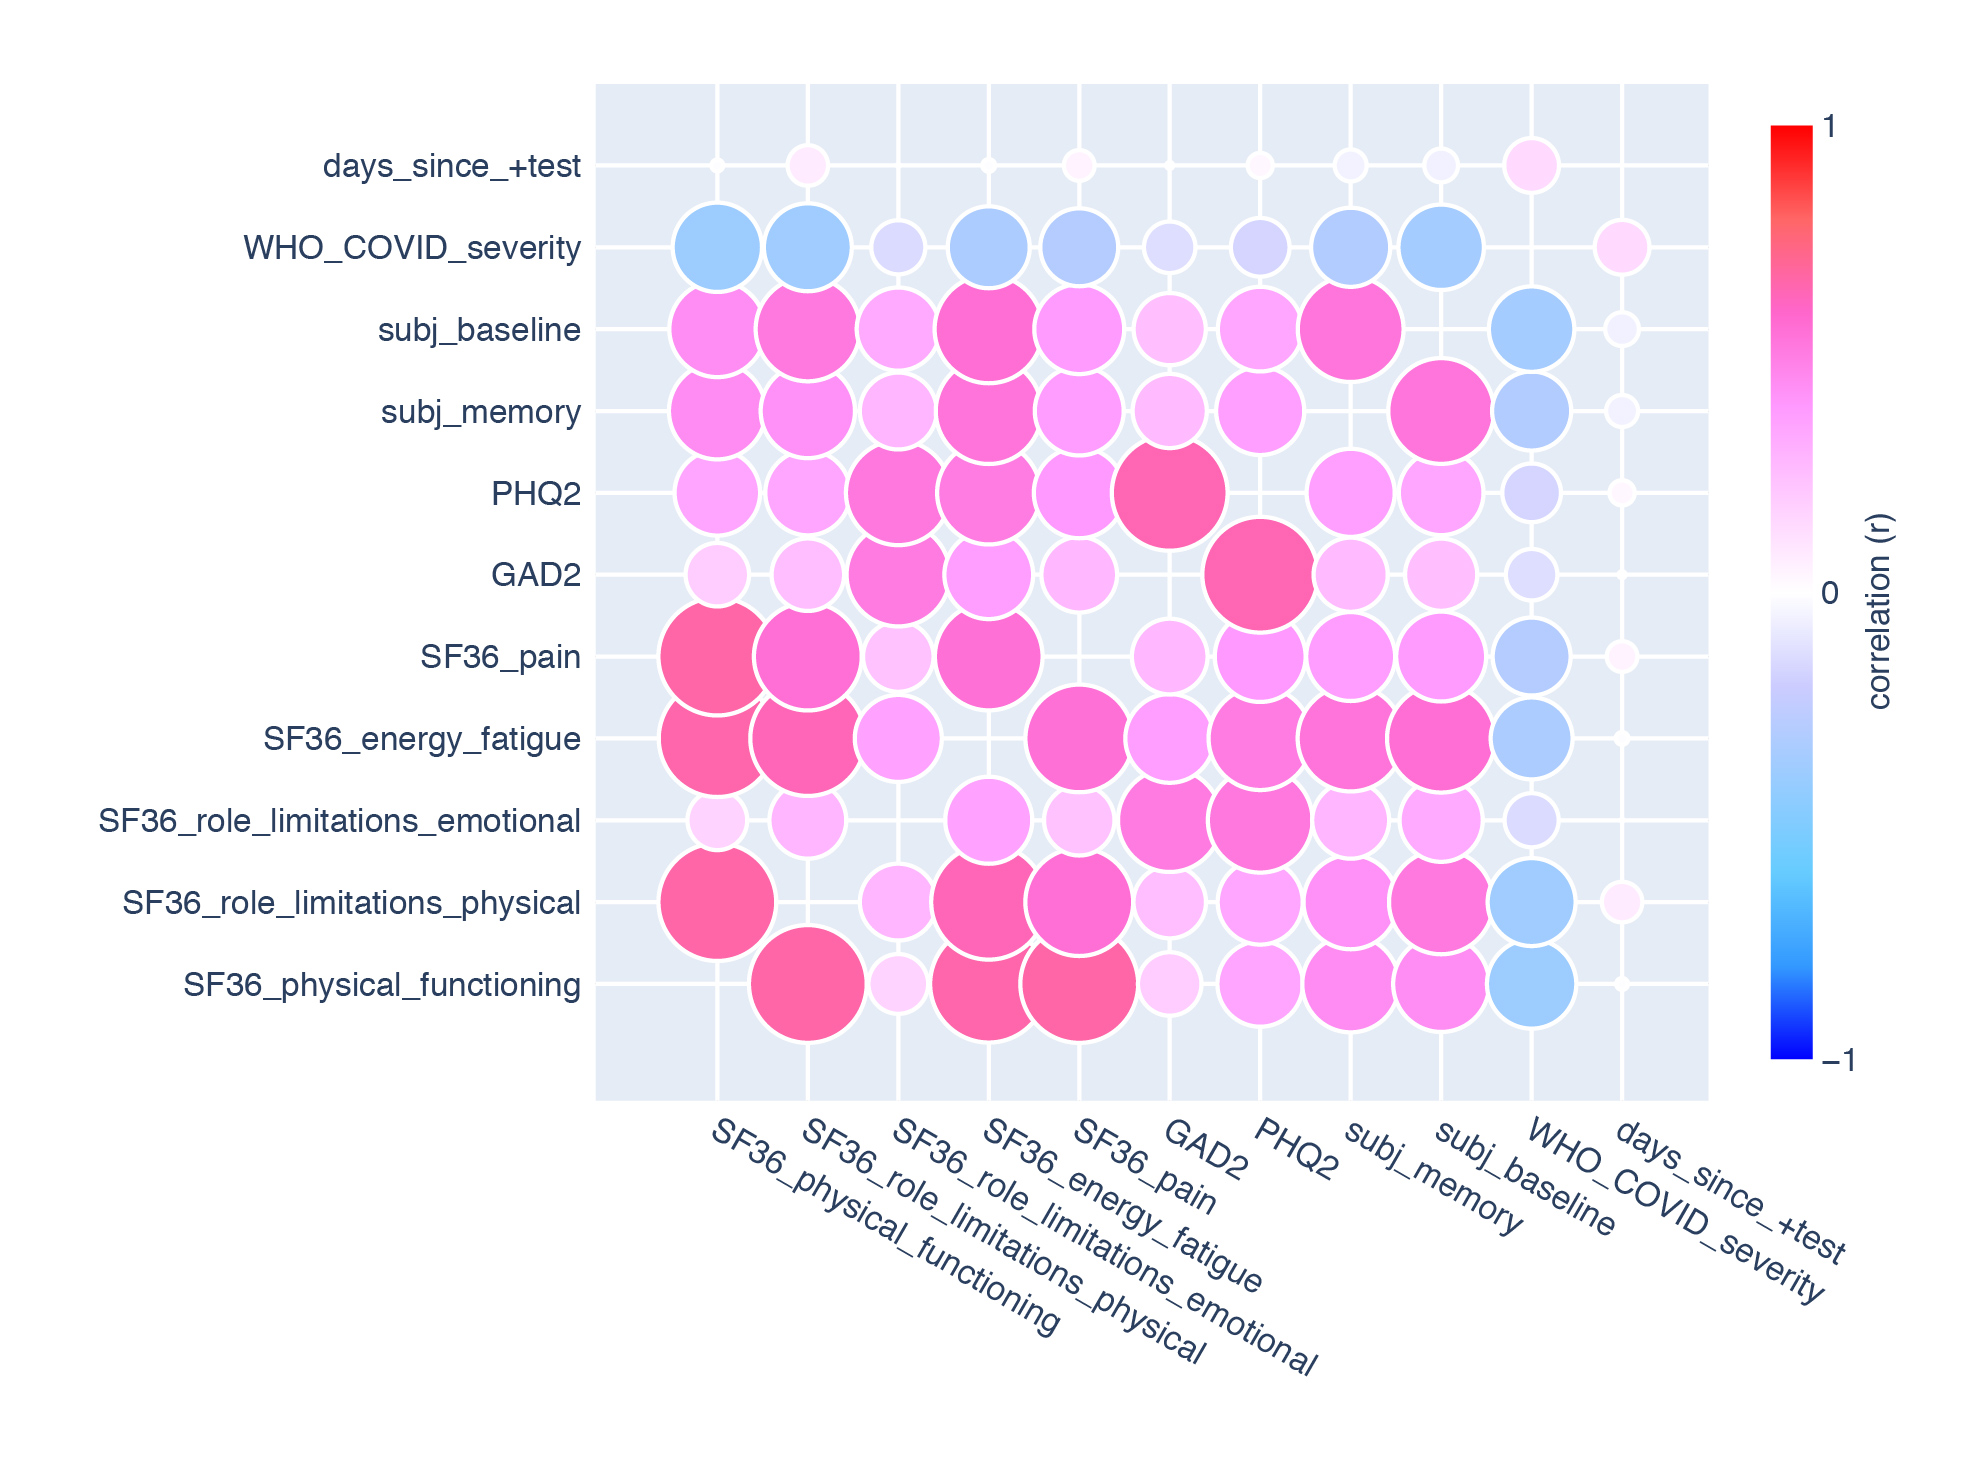 days_since_+test
WHO_COVID_severity
subj_baseline
subj_memory
PHQ2
GAD2
SF36_pain
SF36_energy_fatigue
SF36_role_limitations_emotional
SF36_role_limitations_physical
SF36_physical_functioning
SF36_physical_functioning
SF36_role_limitations_physical
SF36_role_limitations_emotional
SF36_energy_fatigue
SF36_pain
GAD2
PHQ2
subj_memory
subj_baseline
WHO_COVID_severity
days_since_+test
1
0
−1
correlation (r)